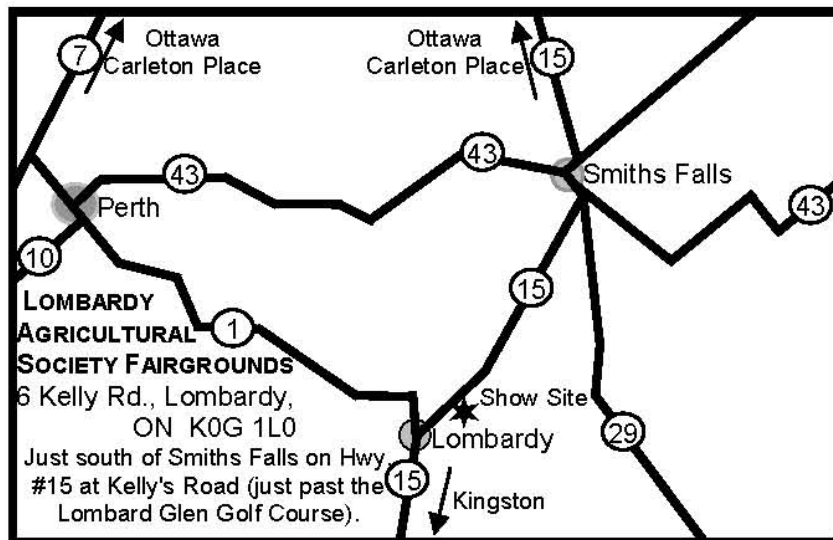 7
Ottawa
Carleton Place
Ottawa
Carleton Place
15
43
43
Smiths Falls
Perth
43
10
15
LOMBARDY
AGRICULTURAL
SOCIETY FAIRGROUNDS
1
6 Kelly Rd., Lombardy,
ON K0G 1L0
Show Site
Lombardy
29
Just south of Smiths Falls on Hwy
#15 at Kelly's Road (just past the
Lombard Glen Golf Course).
15
Kingston